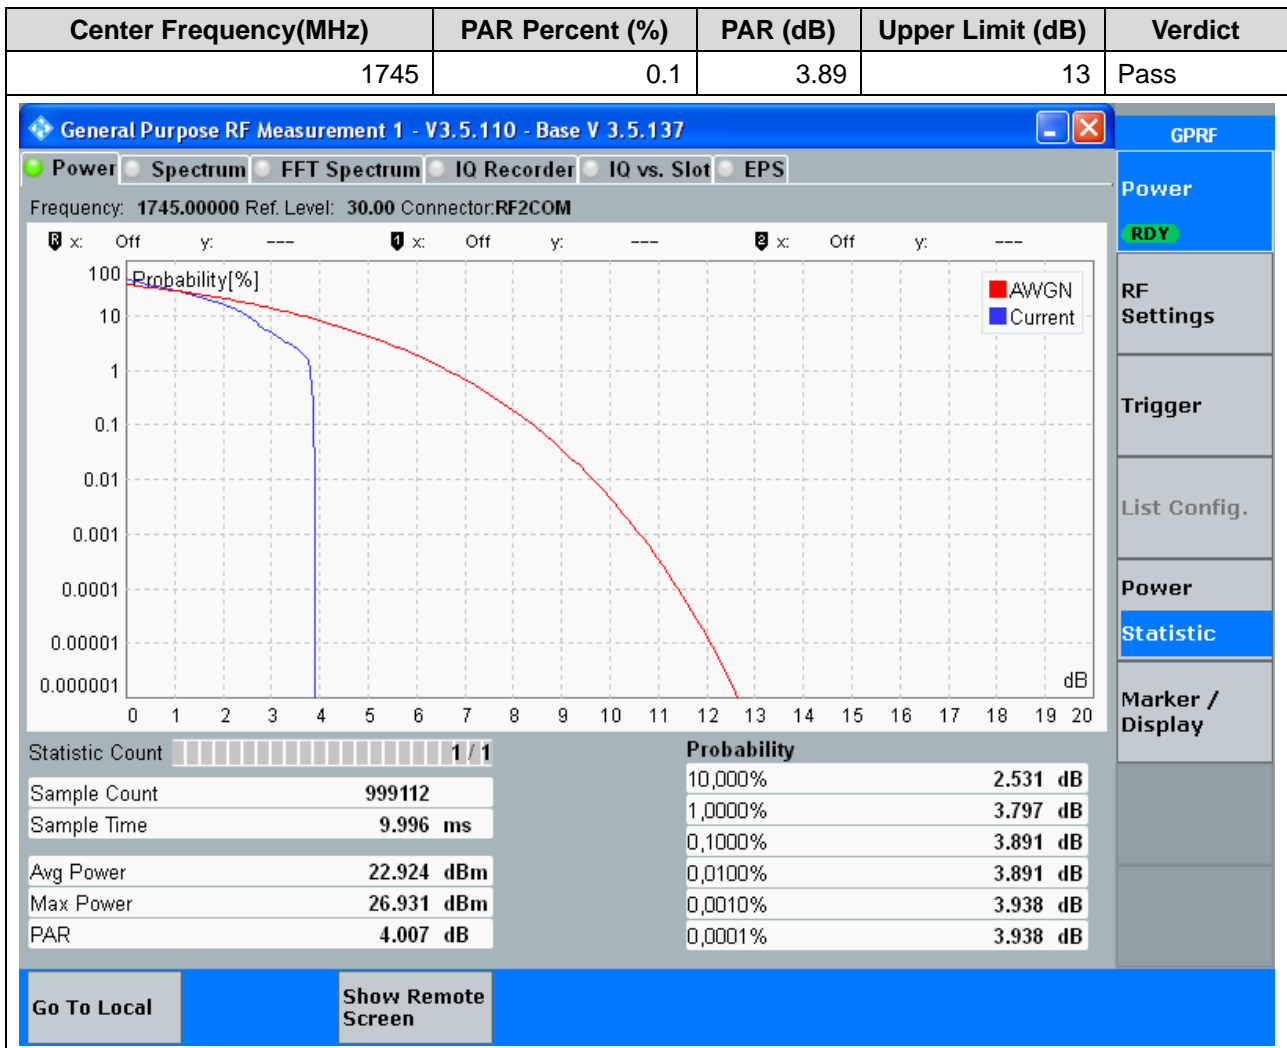 Center Frequency(MHz) PAR Percent (%) PAR (dB) Upper Limit (dB) Verdict
1745 0.1 3.89 13 Pass
General Purpose RF Measurement 1 - V3.5.110 - Base V 3.5.137
GPRF
Power Spectrum FFT Spectrum IQ Recorder IQ vs. Slot EPS
Power
RDY
Frequency: 1745.00000 Ref. Level: 30.00 Connector:RF2COM
R x: Off y: --- 1 x: Off y: --- 2 x: Off y: ---
Probability[%]
AWGN
Current
100
10
1
0.1
0.01
0.001
0.0001
0.00001
0.000001
dB
0 1 2 3 4 5 6 7 8 9 10 11 12 13 14 15 16 17 18 19 20
RF
Settings
Trigger
List Config.
Power
Statistic
Marker /
Display
Statistic Count 1 / 1
Sample Count 999112
Sample Time 9.996 ms
Avg Power 22.924 dBm
Max Power 26.931 dBm
PAR 4.007 dB
Probability
10,000% 2.531 dB
1,0000% 3.797 dB
0,1000% 3.891 dB
0,0100% 3.891 dB
0,0010% 3.938 dB
0,0001% 3.938 dB
Go To Local
Show Remote
Screen